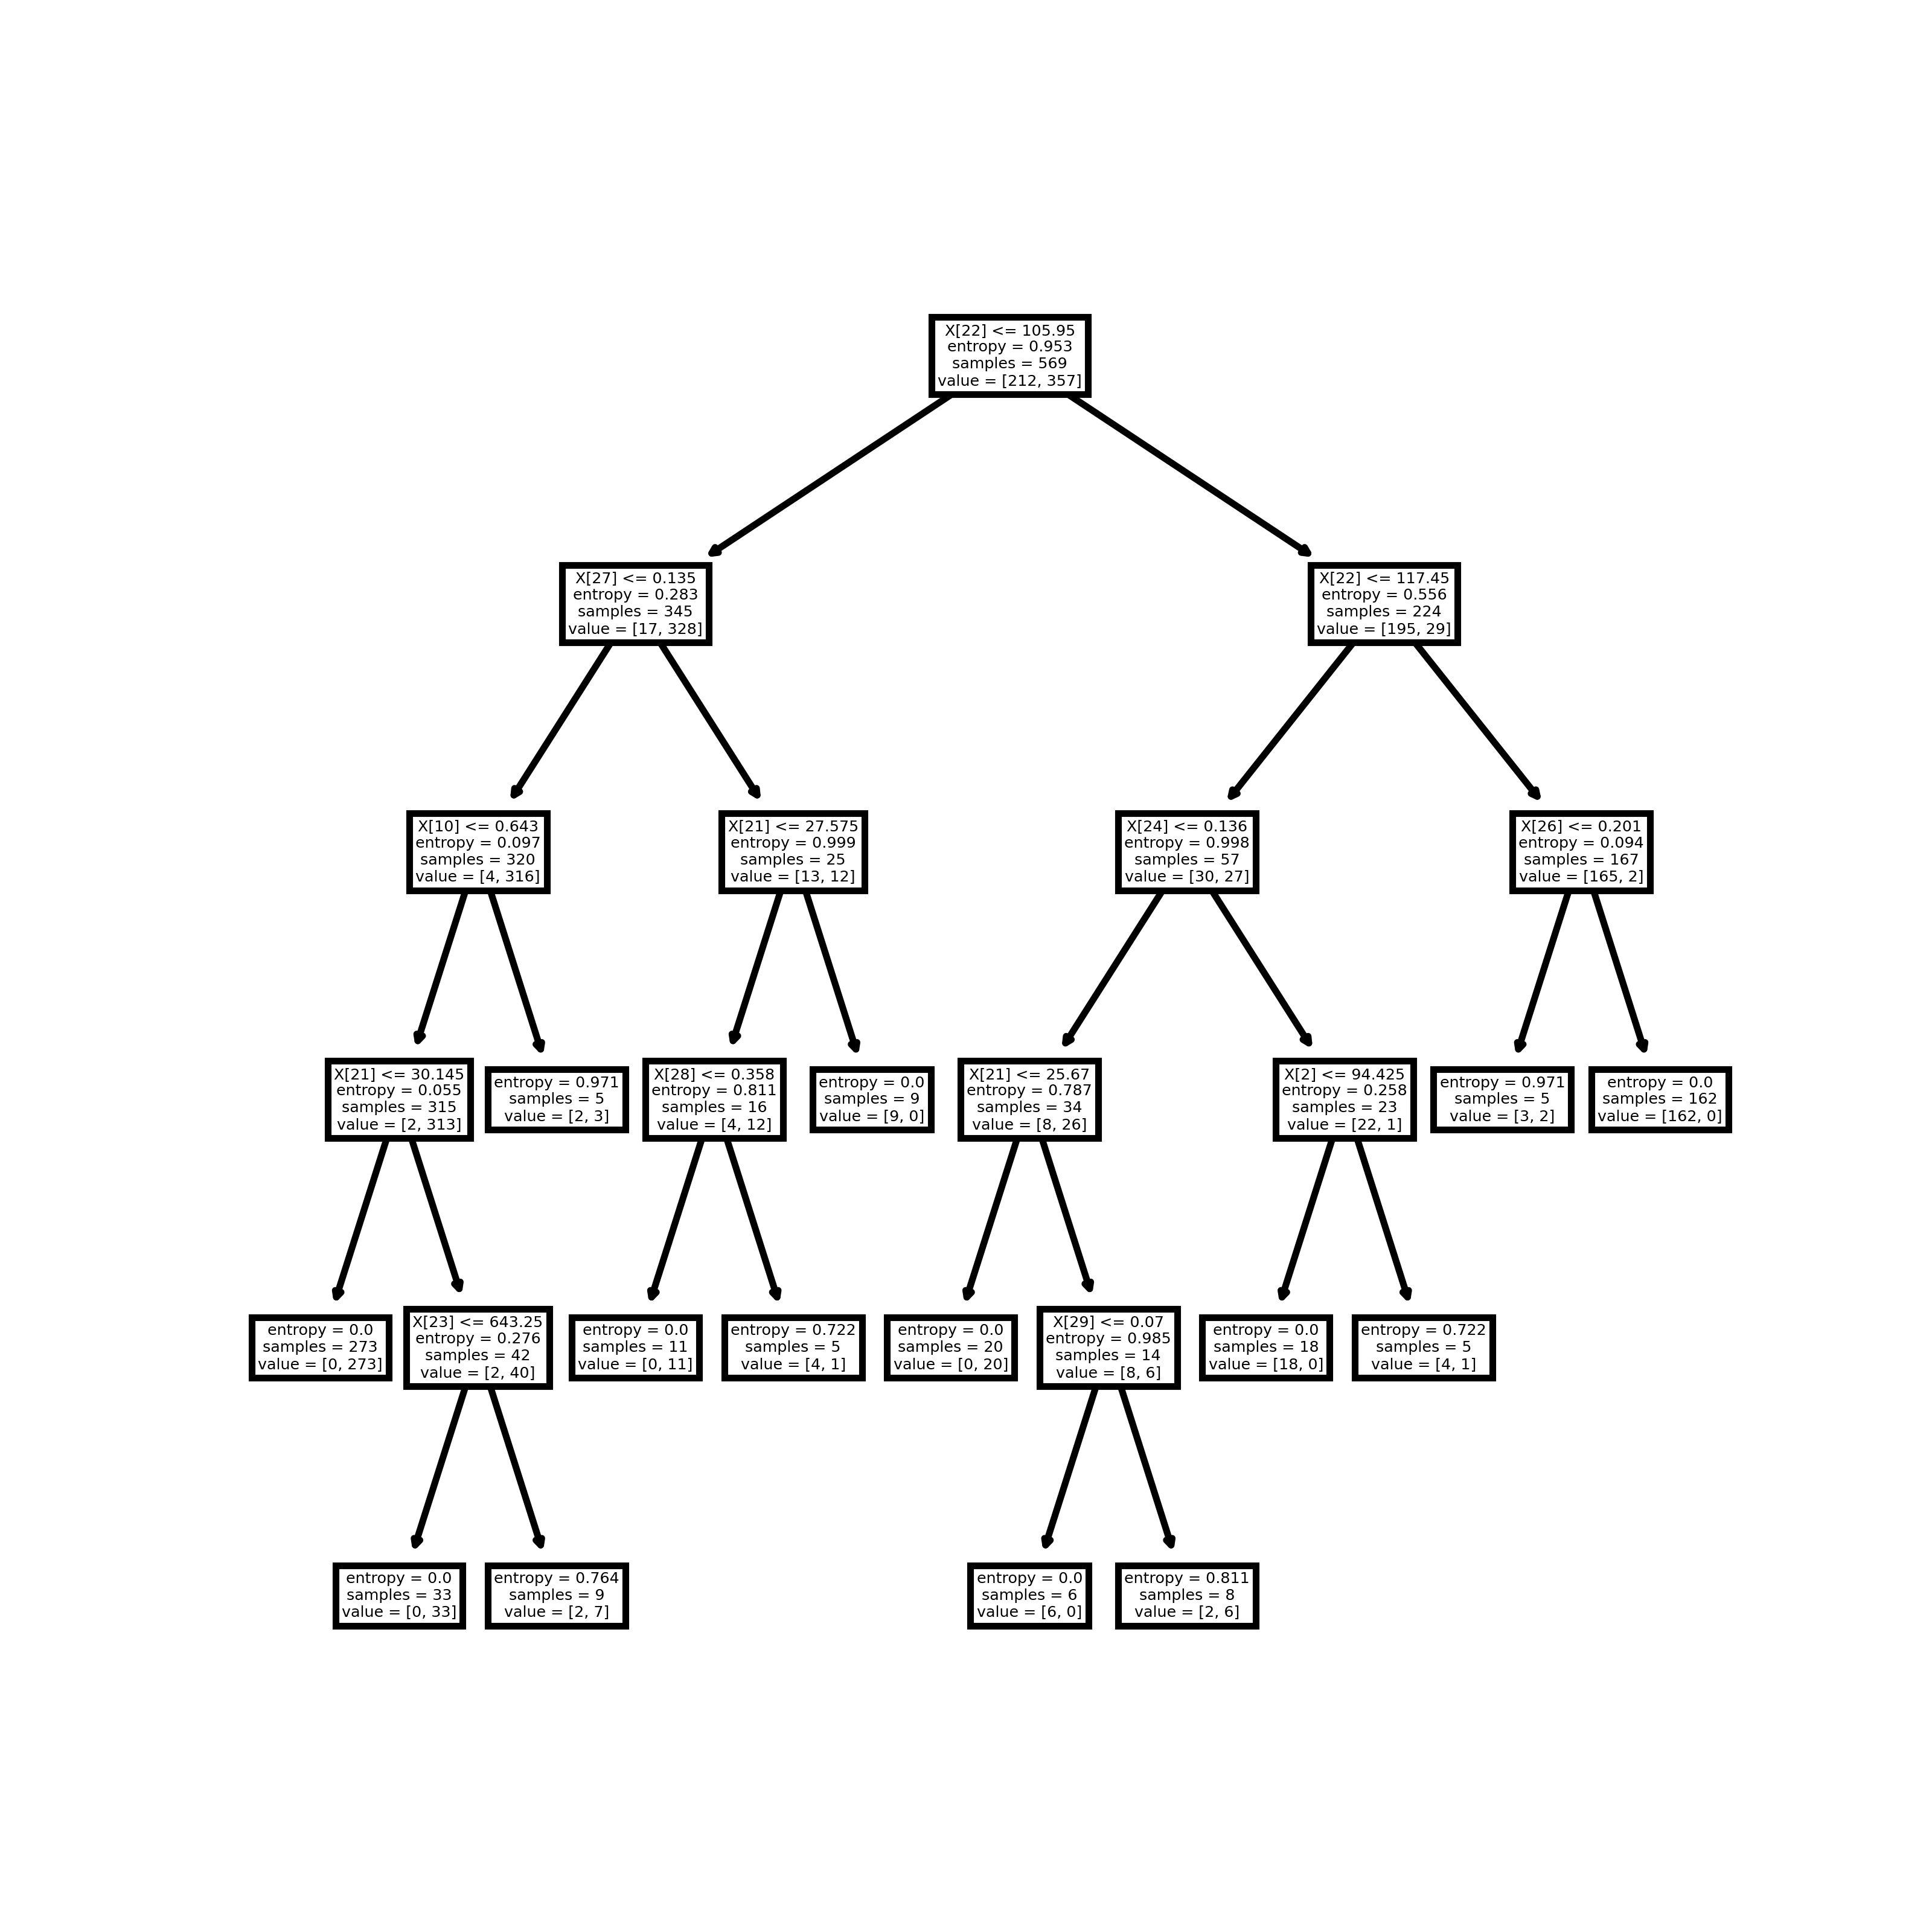 X[22] <= 105.95
entropy = 0.953
samples = 569
value = [212, 357]
X[27] <= 0.135
entropy = 0.283
samples = 345
value = [17, 328]
X[22] <= 117.45
entropy = 0.556
samples = 224
value = [195, 29]
X[10] <= 0.643
entropy = 0.097
samples = 320
value = [4, 316]
X[21] <= 27.575
entropy = 0.999
samples = 25
value = [13, 12]
X[24] <= 0.136
entropy = 0.998
samples = 57
value = [30, 27]
X[26] <= 0.201
entropy = 0.094
samples = 167
value = [165, 2]
X[21] <= 30.145
entropy = 0.055
samples = 315
value = [2, 313]
entropy = 0.971
samples = 5
value = [2, 3]
X[28] <= 0.358
entropy = 0.811
samples = 16
value = [4, 12]
entropy = 0.0
samples = 9
value = [9, 0]
X[21] <= 25.67
entropy = 0.787
samples = 34
value = [8, 26]
X[2] <= 94.425
entropy = 0.258
samples = 23
value = [22, 1]
entropy = 0.971
samples = 5
value = [3, 2]
entropy = 0.0
samples = 162
value = [162, 0]
entropy = 0.0
samples = 273
value = [0, 273]
X[23] <= 643.25
entropy = 0.276
samples = 42
value = [2, 40]
entropy = 0.0
samples = 11
value = [0, 11]
entropy = 0.722
samples = 5
value = [4, 1]
entropy = 0.0
samples = 20
value = [0, 20]
X[29] <= 0.07
entropy = 0.985
samples = 14
value = [8, 6]
entropy = 0.0
samples = 18
value = [18, 0]
entropy = 0.722
samples = 5
value = [4, 1]
entropy = 0.0
samples = 33
value = [0, 33]
entropy = 0.764
samples = 9
value = [2, 7]
entropy = 0.0
samples = 6
value = [6, 0]
entropy = 0.811
samples = 8
value = [2, 6]